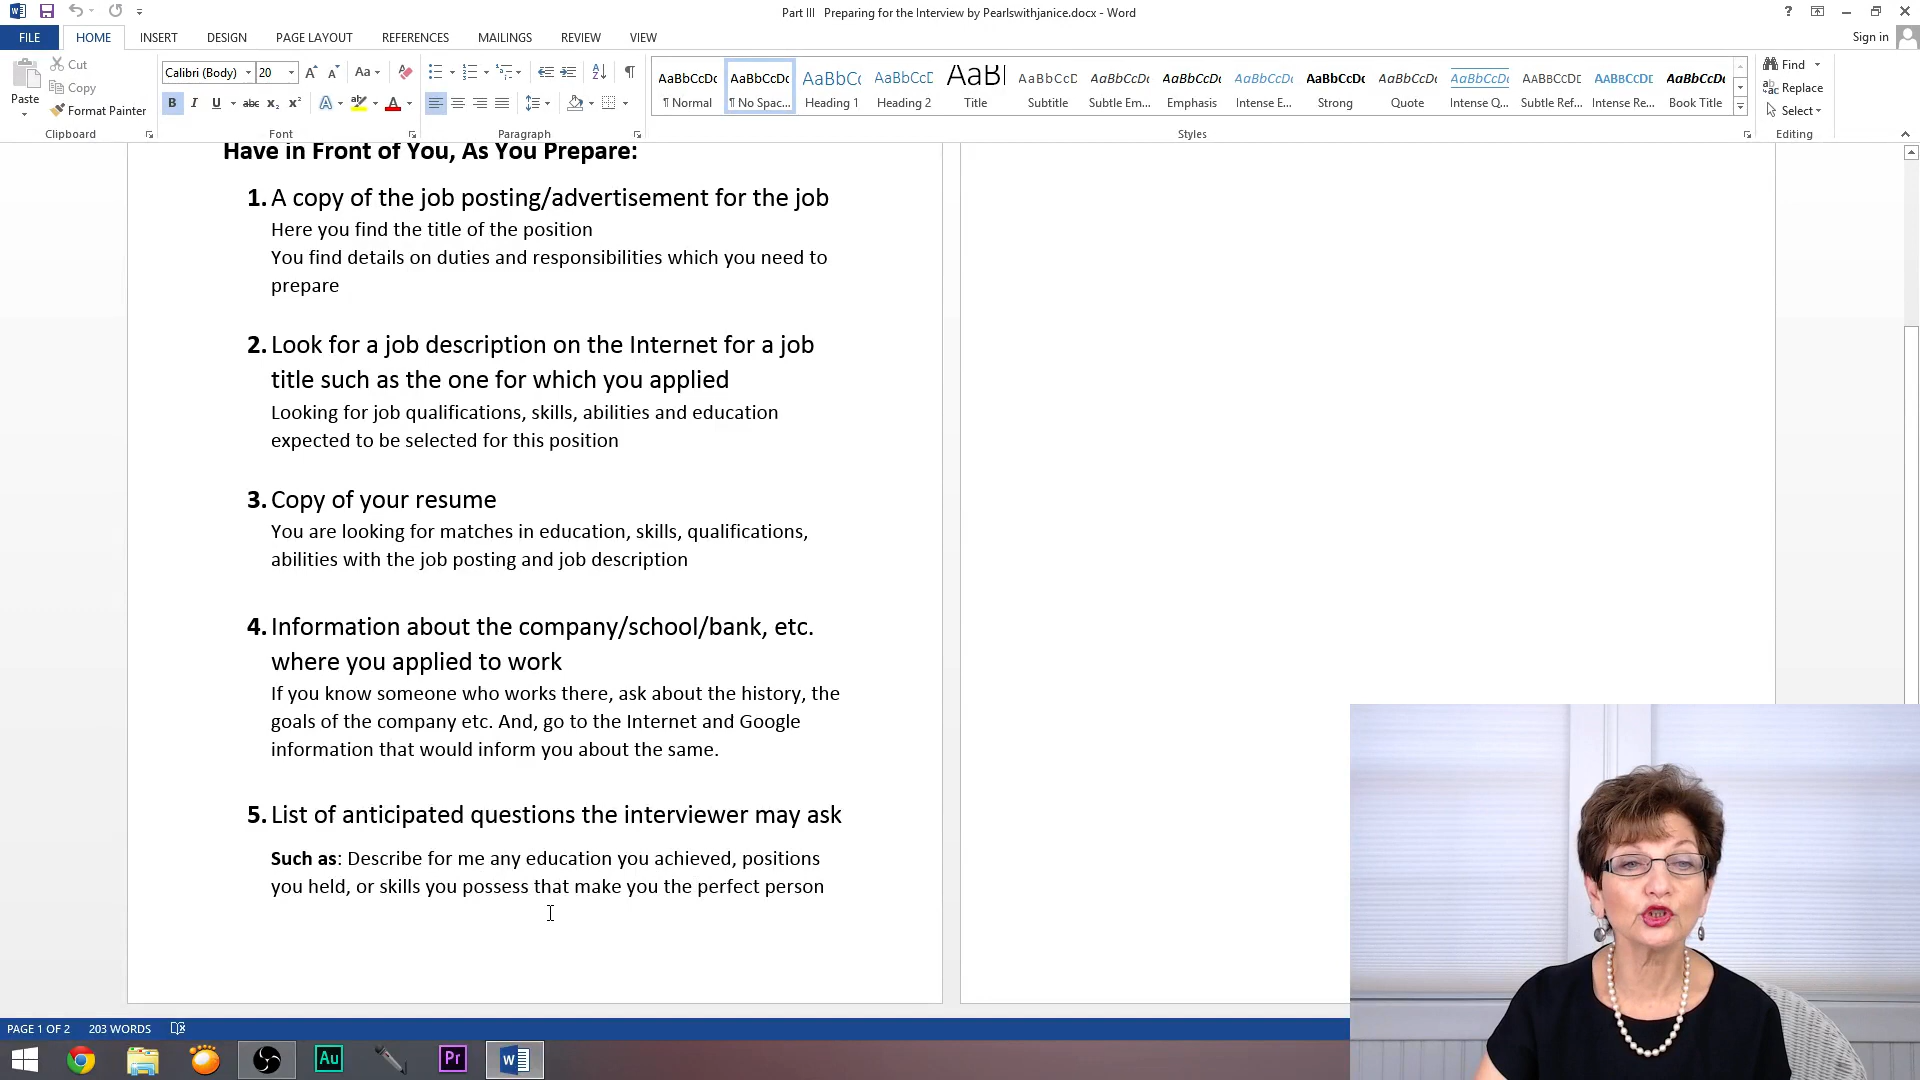 Part III   Preparing for the Interview by Pearlswithjanice.docx - Word
FILE HOME INSERT DESIGN PAGE LAYOUT REFERENCES MAILINGS REVIEW VIEW
Sign in
Paste
Cut
Copy
Format Painter
Clipboard
Calibri (Body) 20
Font
Paragraph
AaBbCcDc AaBbCcDc AaBbCc AaBbCcD AaBl AaBbCcD AaBbCcDc AaBbCcDc AaBbCcDc AaBbCcDc AaBbCcDc AaBbCcDc AABBCCDE AABBCCDE AaBbCcDc
¶ Normal ¶ No Spac... Heading 1 Heading 2 Title Subtitle Subtle Em... Emphasis Intense E... Strong Quote Intense Q... Subtle Ref... Intense Re... Book Title
Styles
Find
Replace
Select
Editing
Have in Front of You, As You Prepare:
1. A copy of the job posting/advertisement for the job
Here you find the title of the position
You find details on duties and responsibilities which you need to
prepare
2. Look for a job description on the Internet for a job
title such as the one for which you applied
Looking for job qualifications, skills, abilities and education
expected to be selected for this position
3. Copy of your resume
You are looking for matches in education, skills, qualifications,
abilities with the job posting and job description
4. Information about the company/school/bank, etc.
where you applied to work
If you know someone who works there, ask about the history, the
goals of the company etc. And, go to the Internet and Google
information that would inform you about the same.
5. List of anticipated questions the interviewer may ask
Such as: Describe for me any education you achieved, positions
you held, or skills you possess that make you the perfect person
PAGE 1 OF 2 203 WORDS
Au Pr